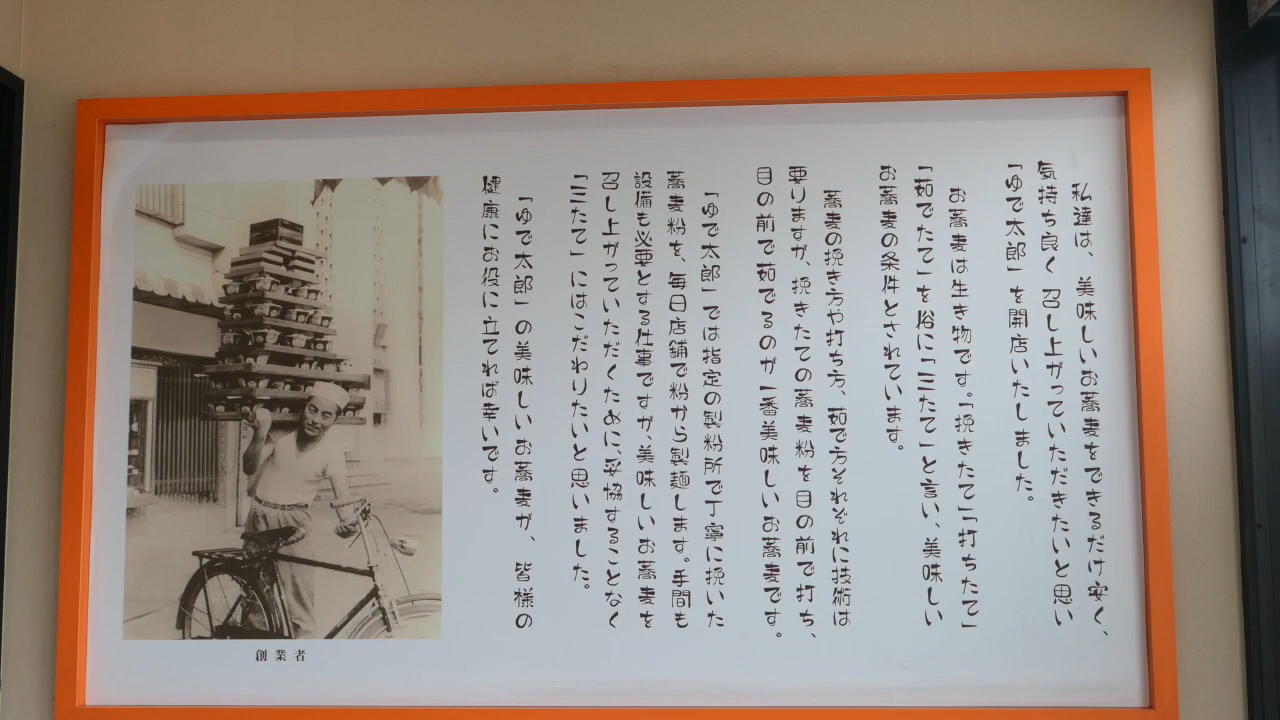 私達は、美味しいお蕎麦をできるだけ安く、
気持ち良く召し上がっていただきたいと思い
「ゆで太郎」を開店いたしました。
お蕎麦は生き物です。「挽きたて」「打ちたて」
「茹でたて」を俗に「三たて」と言い、美味しい
お蕎麦の条件とされています。
蕎麦の挽き方や打ち方、茹で方それぞれに技術は
要りますが、挽きたての蕎麦粉を目の前で打ち、
目の前で茹でるのが一番美味しいお蕎麦です。
「ゆで太郎」では指定の製粉所で丁寧に挽いた
蕎麦粉を、毎日店舗で粉から製麺します。手間も
設備も必要とする仕事ですが、美味しいお蕎麦を
召し上がっていただくために、妥協することなく
「三たて」にはこだわりたいと思いました。
「ゆで太郎」の美味しいお蕎麦が、皆様の
健康にお役に立てれば幸いです。
創業者